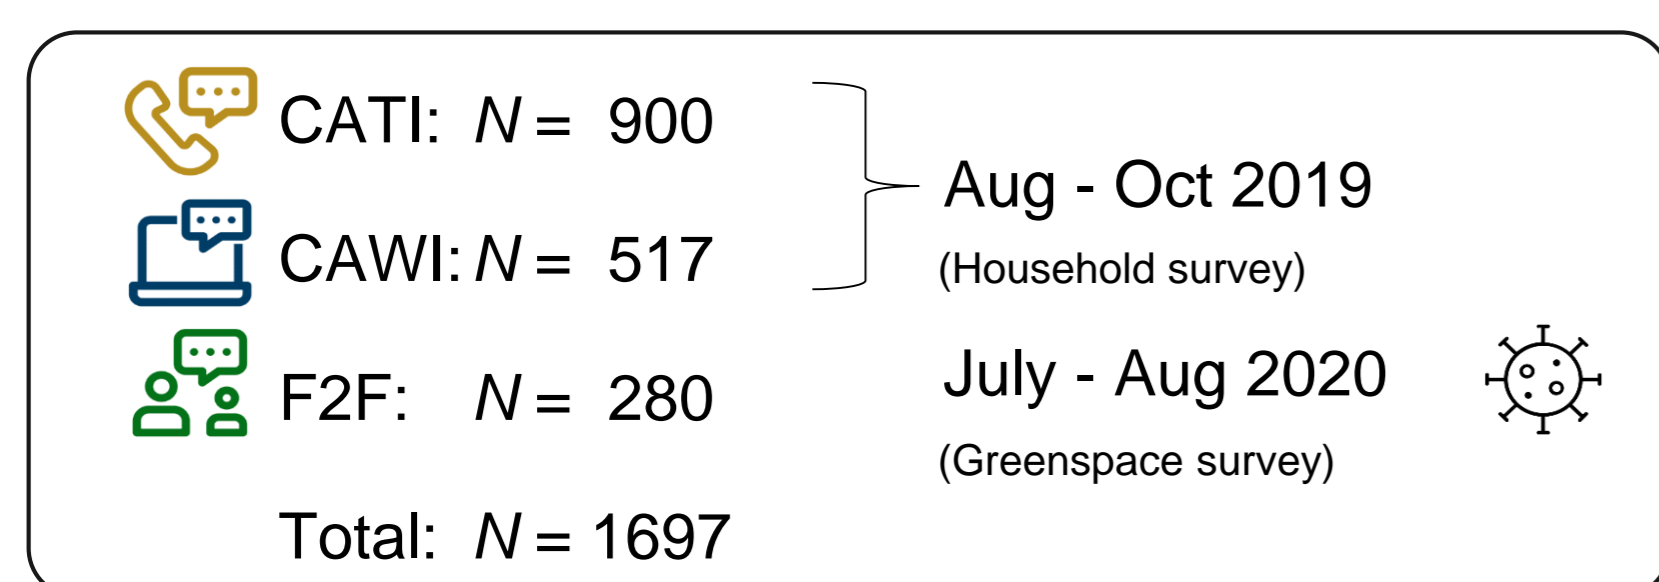 CATI: N = 900
CAWI: N = 517
Aug - Oct 2019
(Household survey)
F2F: N = 280
July - Aug 2020
(Greenspace survey)
Total: N = 1697